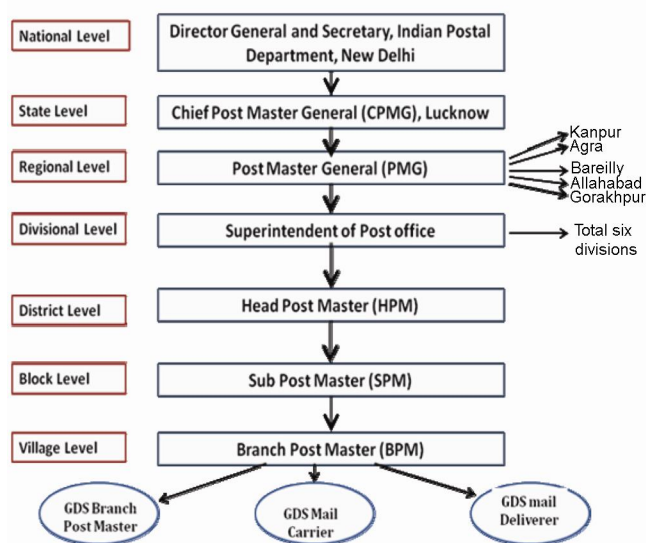 National Level
Director General and Secretary, Indian Postal
Department, New Delhi
State Level
Chief Post Master General (CPMG), Lucknow
Regional Level
Post Master General (PMG)
Kanpur
Agra
Bareilly
Allahabad
Gorakhpur
Divisional Level
Superintendent of Post office
Total six
divisions
District Level
Head Post Master (HPM)
Block Level
Sub Post Master (SPM)
Village Level
Branch Post Master (BPM)
GDS Branch
Post Master
GDS Mail
Carrier
GDS mail
Deliverer